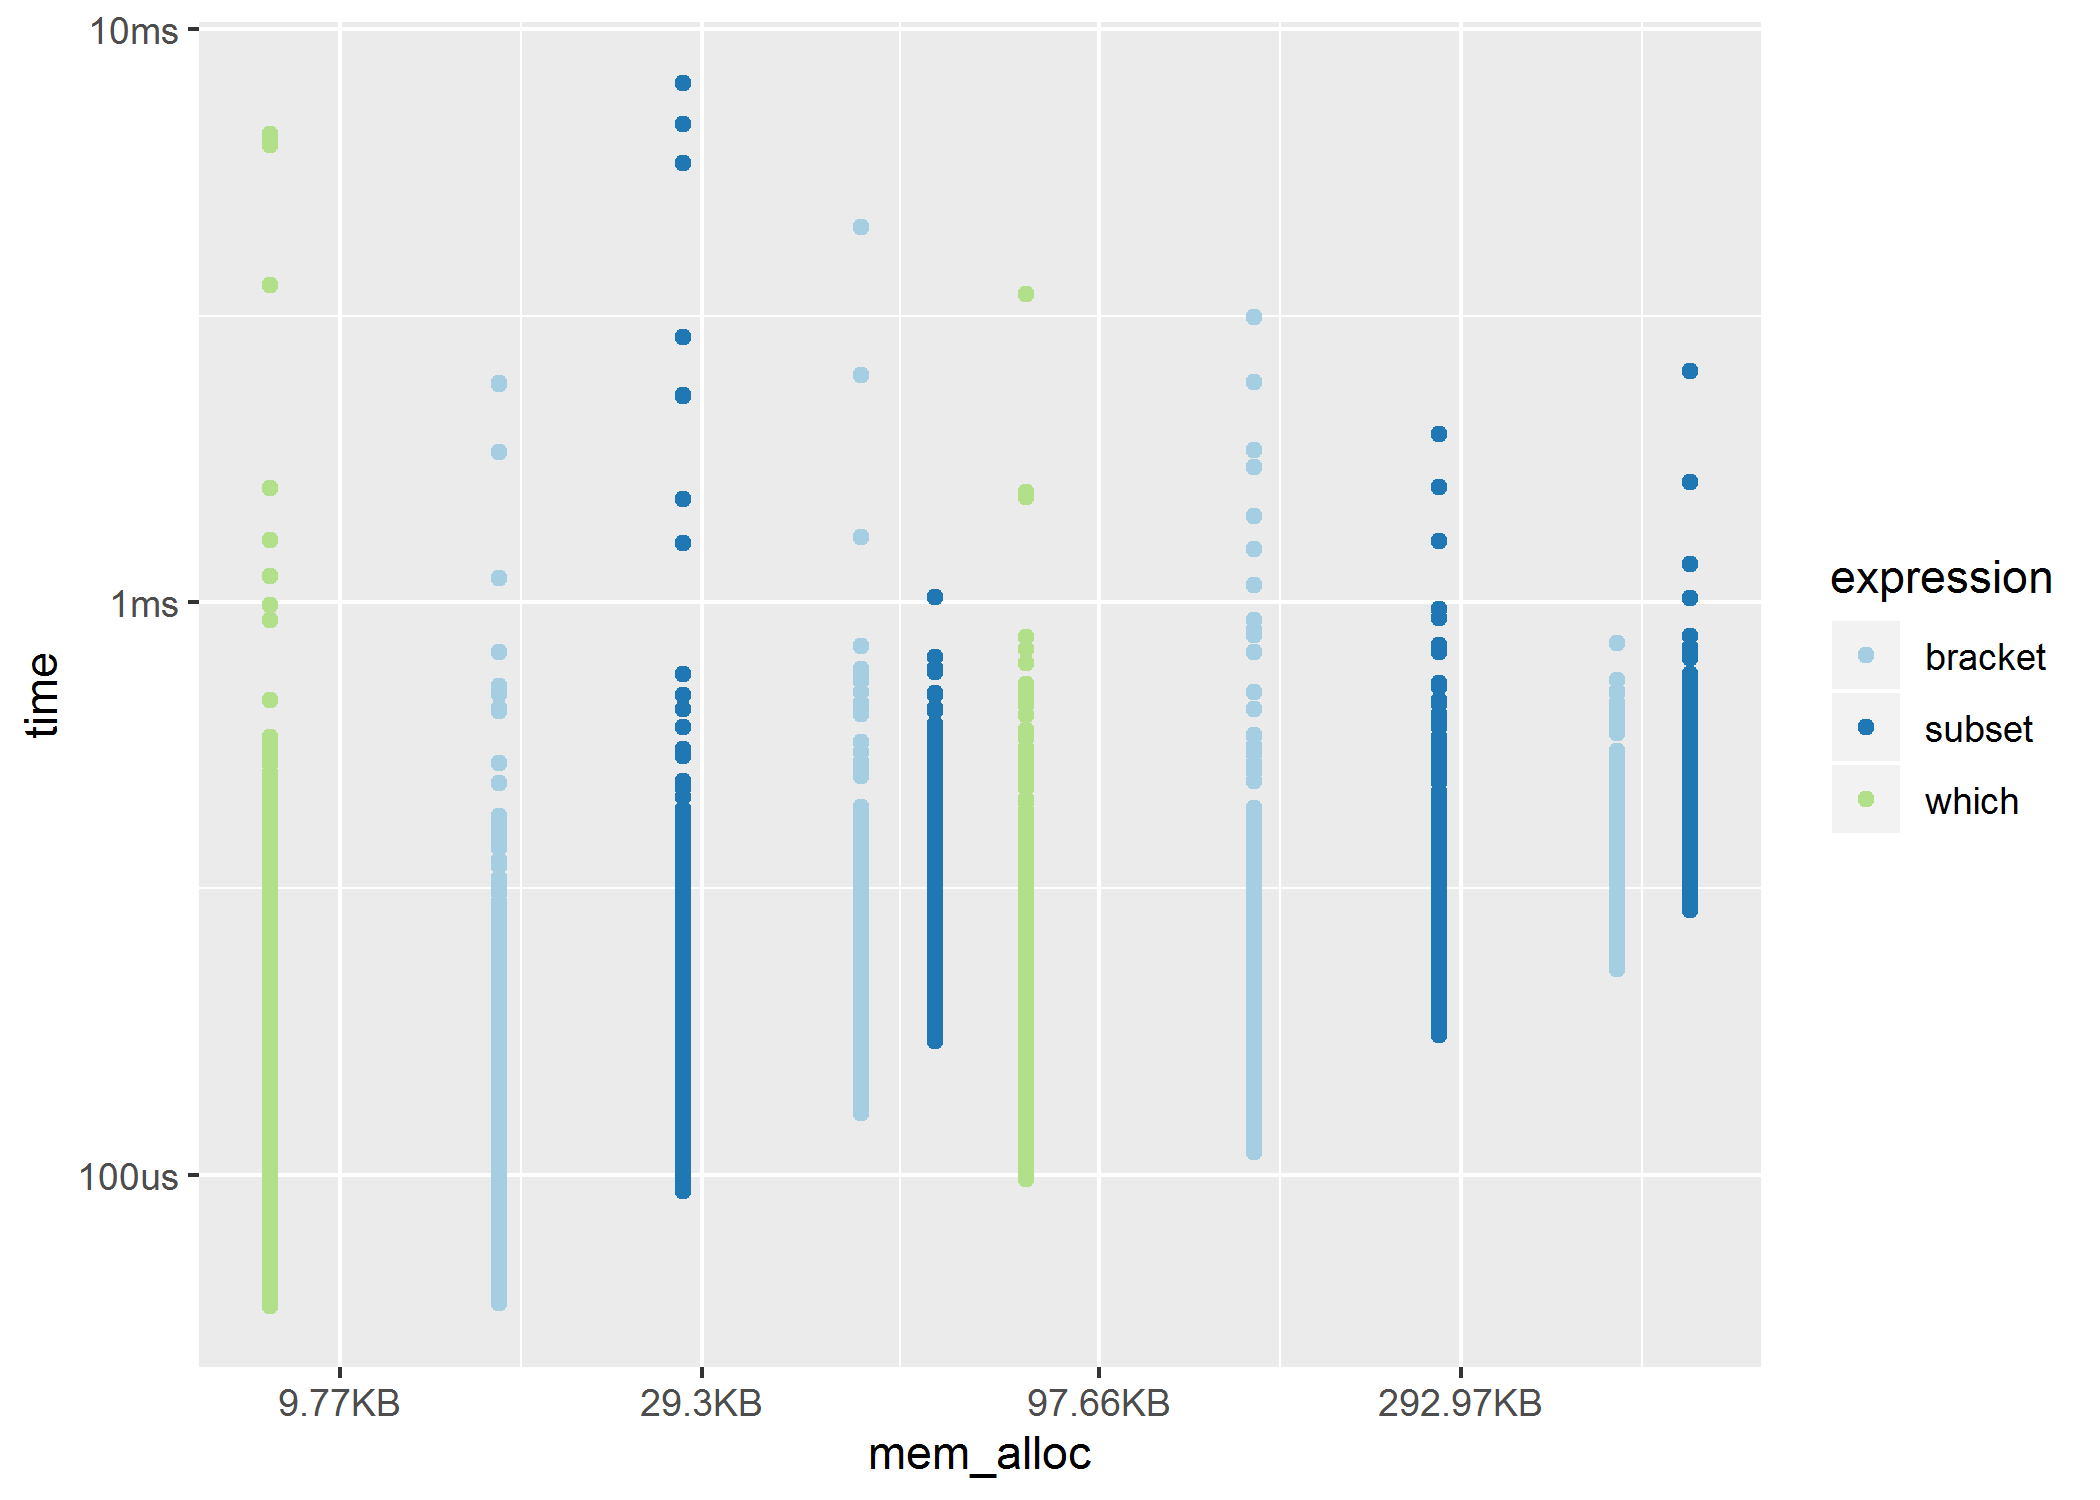 10ms
1ms
100us
time
9.77KB
29.3KB
97.66KB
292.97KB
mem_alloc
expression
bracket
subset
which